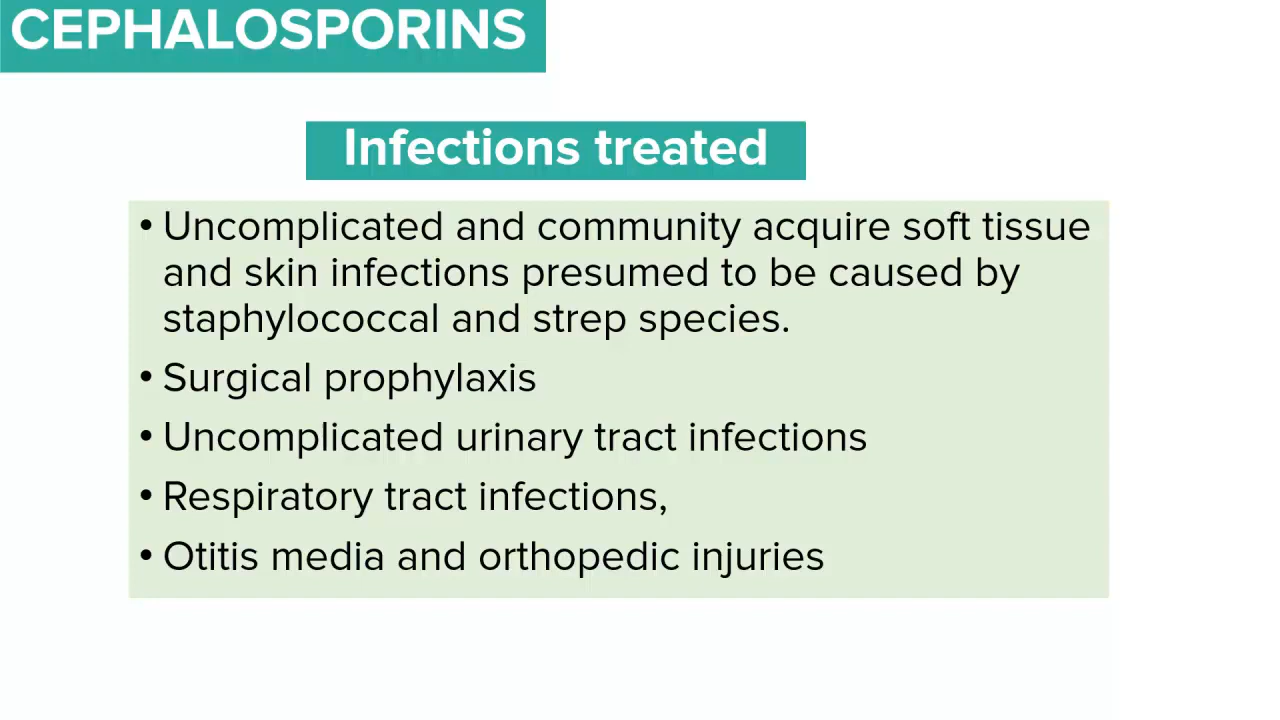 CEPHALOSPORINS
Infections treated
• Uncomplicated and community acquire soft tissue
and skin infections presumed to be caused by
staphylococcal and strep species.
• Surgical prophylaxis
• Uncomplicated urinary tract infections
• Respiratory tract infections,
• Otitis media and orthopedic injuries